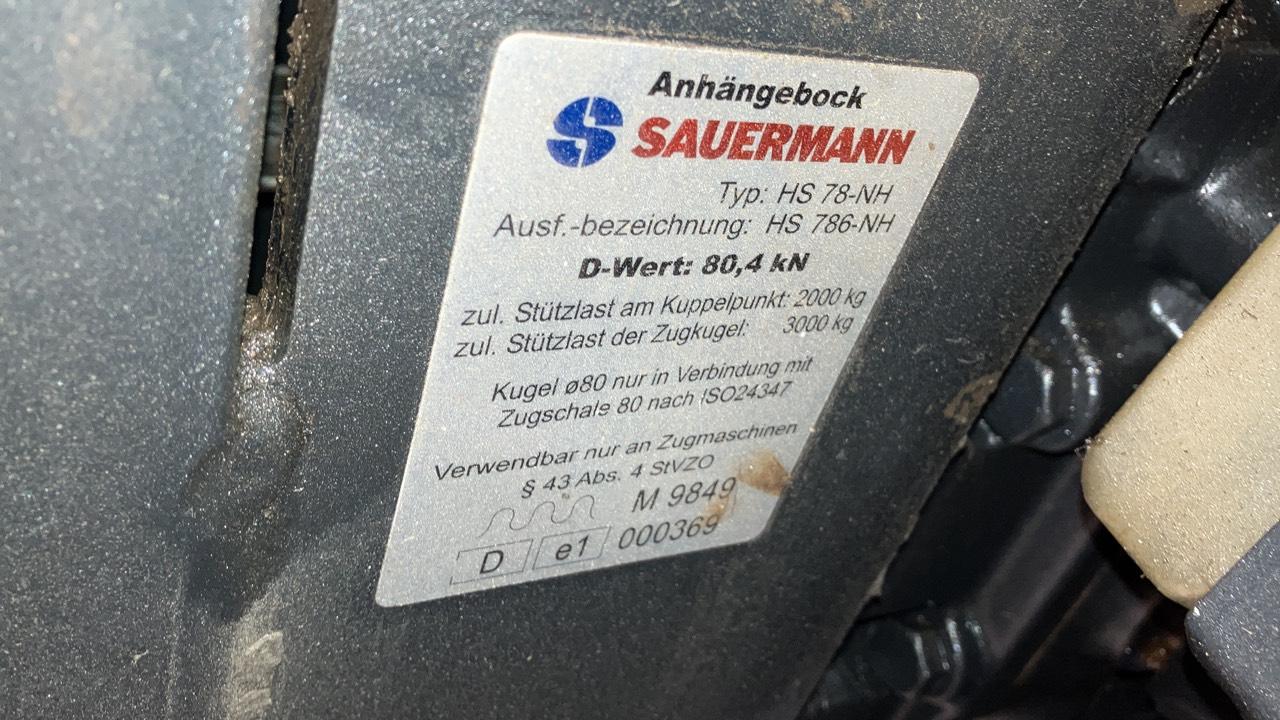 Anhängebock
SAUERMANN
Typ: HS 78-NH
Ausf.-bezeichnung: HS 786-NH
D-Wert: 80,4 kN
zul. Stützlast am Kuppelpunkt: 2000 kg
zul. Stützlast der Zugkugel: 3000 kg
Kugel ø80 nur in Verbindung mit
Zugschale 80 nach ISO24347
Verwendbar nur an Zugmaschinen
§ 43 Abs. 4 StVZO
M 9849
D e1 000369